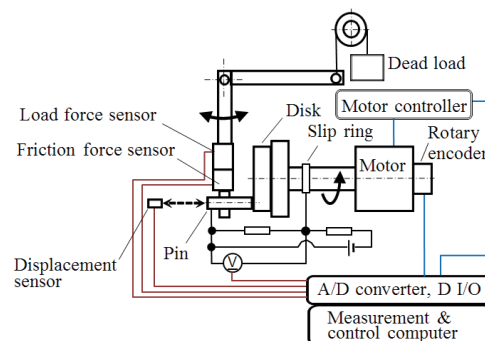 Dead load
Load force sensor
Disk
Motor controller
Friction force sensor
Slip ring
Rotary
encoder
Motor
Displacement
sensor
Pin
V
A/D converter, D I/O
Measurement &
control computer